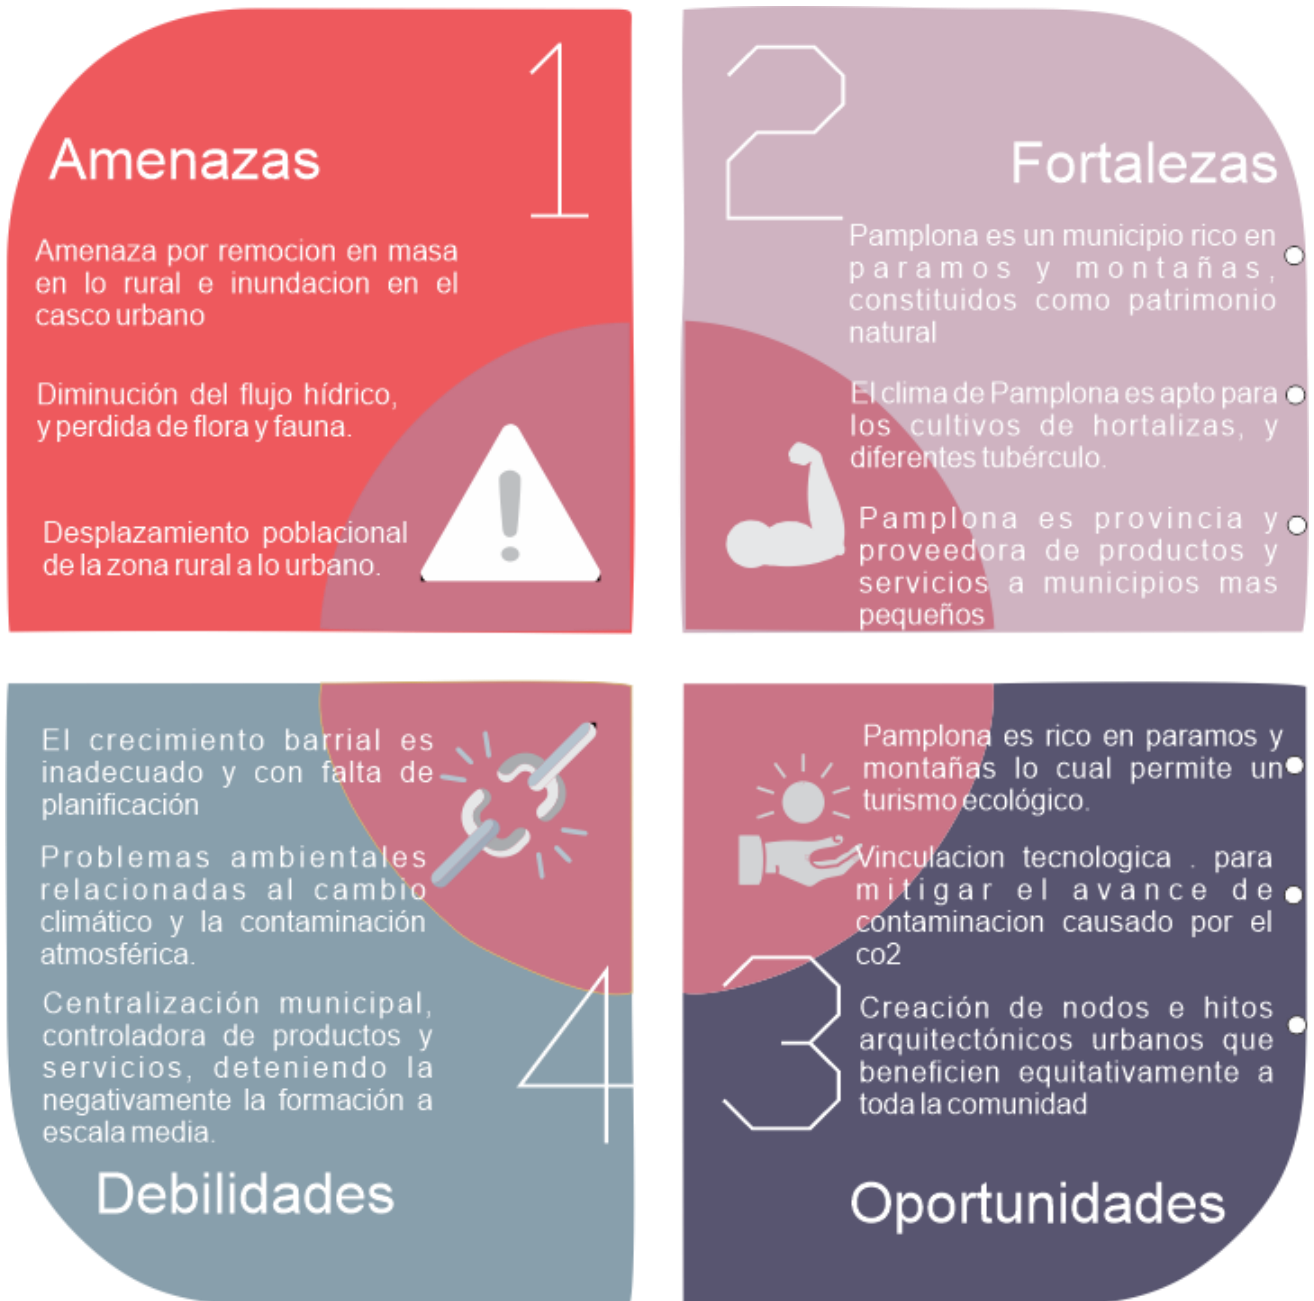 1
Amenazas
Amenaza por remocion en masa
en lo rural e inundacion en el
casco urbano
Diminución del flujo hídrico,
y perdida de flora y fauna.
Desplazamiento poblacional
de la zona rural a lo urbano.
2
Fortalezas
Pamplona es un municipio rico en
paramos y montañas,
constituidos como patrimonio
natural
El clima de Pamplona es apto para
los cultivos de hortalizas, y
diferentes tubérculo.
Pamplona es provincia y
proveedora de productos y
servicios a municipios mas
pequeños
El crecimiento barrial es
inadecuado y con falta de
planificación
Problemas ambientales
relacionadas al cambio
climático y la contaminación
atmosférica.
Centralización municipal,
controladora de productos y
servicios, deteniendo la
negativamente la formación a
escala media.
4
Debilidades
Pamplona es rico en paramos y
montañas lo cual permite un
turismo ecológico.
Vinculacion tecnologica . para
mitigar el avance de
contaminacion causado por el
co2
3
Creación de nodos e hitos
arquitectónicos urbanos que
beneficien equitativamente a
toda la comunidad
Oportunidades